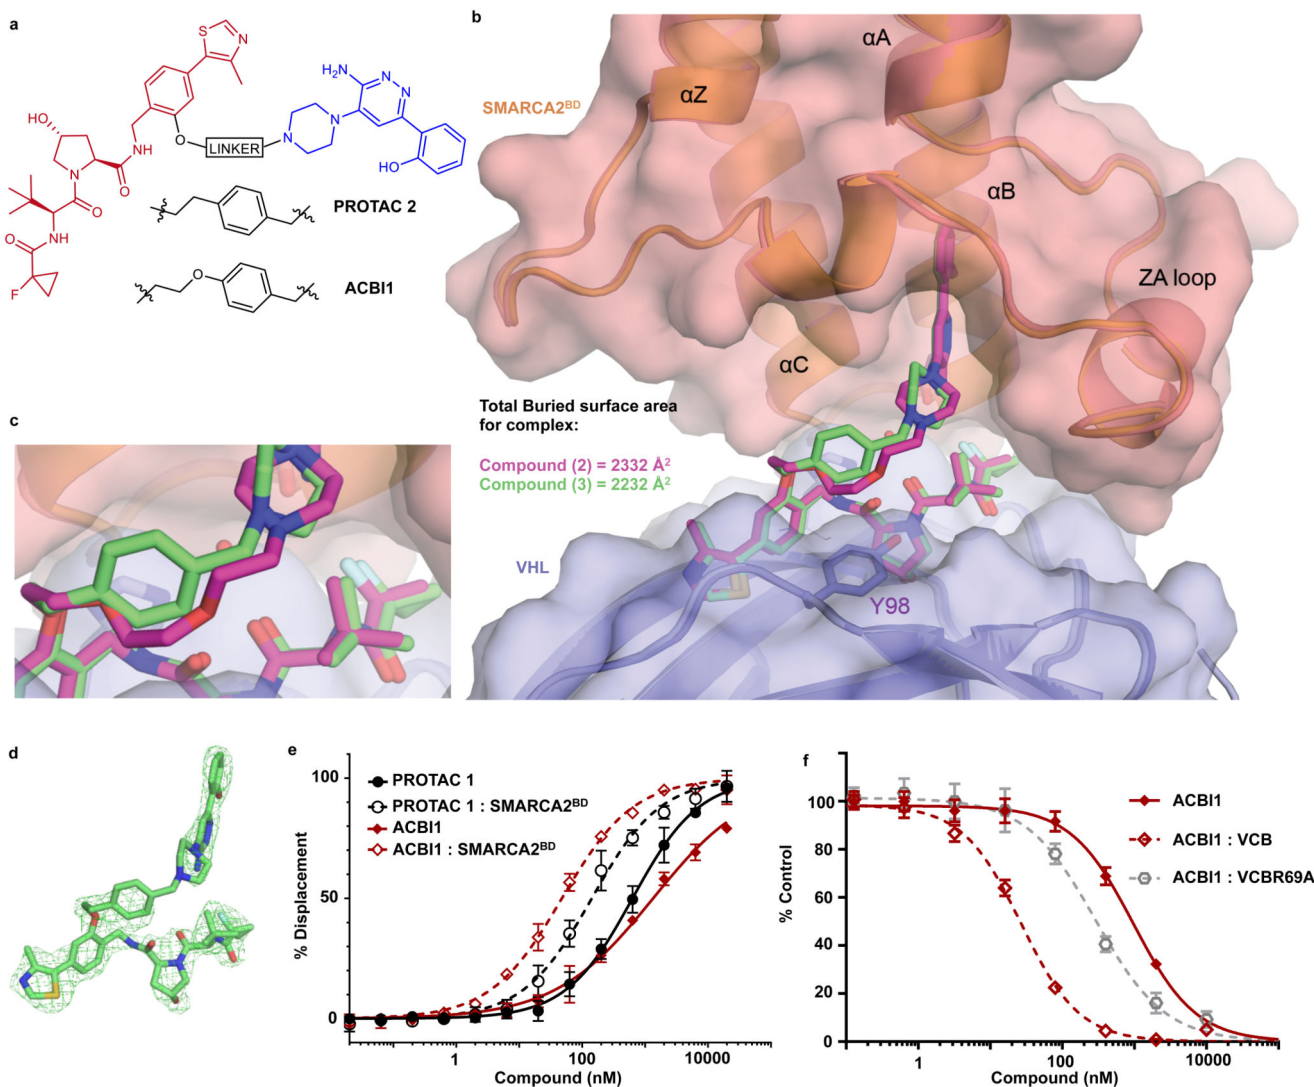 a
S
N
HO
O
NH
O
LINKER
N
N
H₂N
N
N
HO
N
O
O
NH
O
F
PROTAC 2
O
ACBI1
b
αA
αZ
SMARCA2ᴮᴰ
αB
ZA loop
αC
Total Buried surface area
for complex:
Compound (2) = 2332 Å²
Compound (3) = 2232 Å²
VHL
Y98
c
d
e
100
50
0
% Displacement
PROTAC 1
PROTAC 1 : SMARCA2ᴮᴰ
ACBI1
ACBI1 : SMARCA2ᴮᴰ
1
100
10000
Compound (nM)
f
100
80
60
40
20
0
% Control
ACBI1
ACBI1 : VCB
ACBI1 : VCBR69A
1
100
10000
Compound (nM)